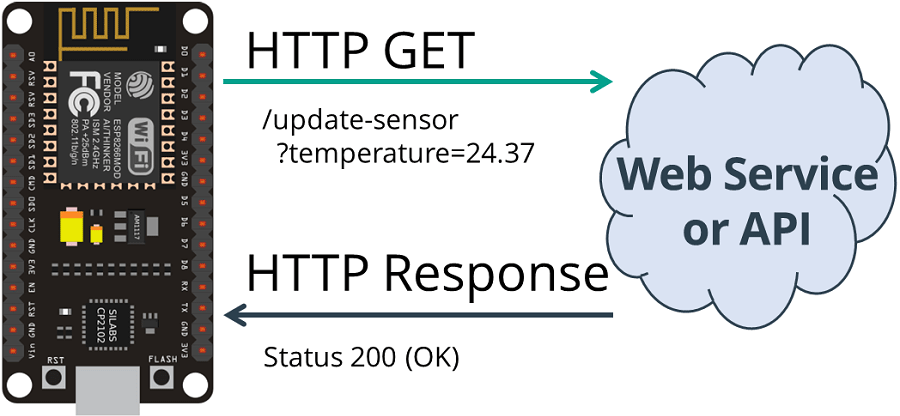 HTTP GET
/update-sensor
?temperature=24.37
Web Service
or API
HTTP Response
Status 200 (OK)
A0
RSV
RSV
SD3
SD2
SD1
CMD
SD0
CLK
GND
3V3
EN
RST
GND
Vin
D0
D1
D2
D3
D4
3V3
GND
D5
D6
D7
D8
RX
TX
GND
3V3
MODEL ESP8266MOD
VENDOR AI/THINKER
ISM 2.4GHz
PA +25dBm
802.11b/g/n
FC
WiFi
AM1117
SILABS
CP2102
RST
FLASH